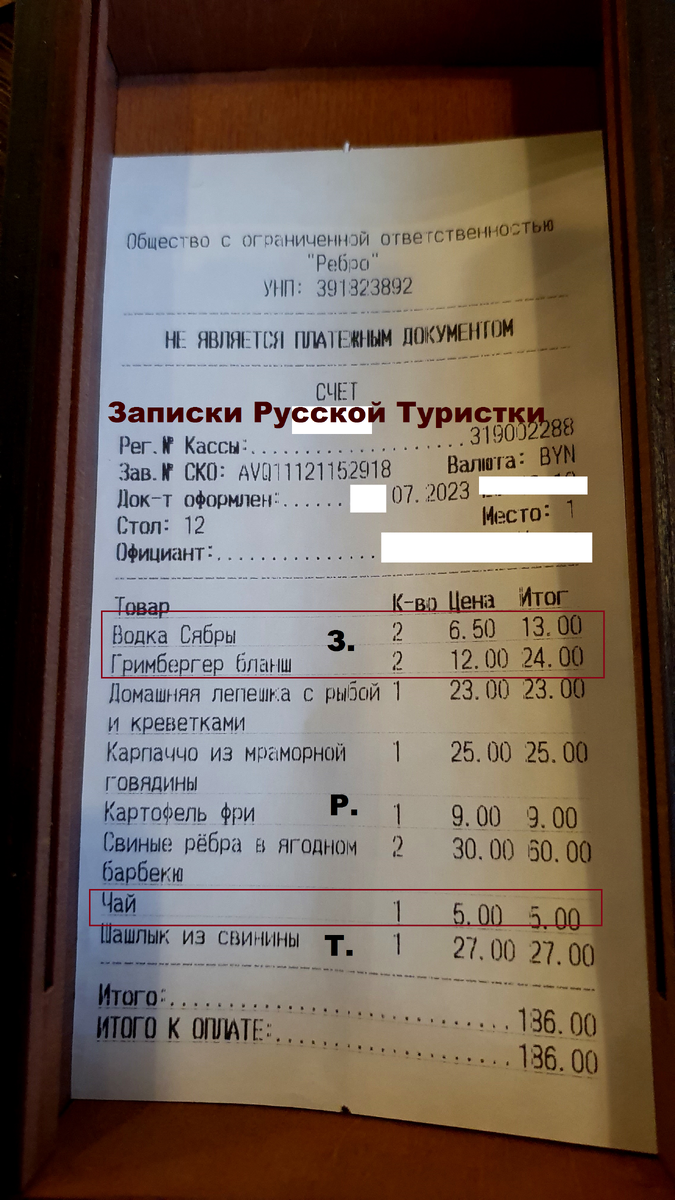 Общество с ограниченной ответственностью
"Ребро"
УНП: 391823892
НЕ ЯВЛЯЕТСЯ ПЛАТЕЖНЫМ ДОКУМЕНТОМ
СЧЕТ
Записки Русской Туристки
Рег.№ Кассы:....................319002288
Зав.№ СКО: AVQ11121152918 Валюта: BYN
Док-т оформлен:...... 07.2023
Стол: 12 Место: 1
Официант:................
Товар К-во Цена Итог
Водка Сябры 2 6.50 13.00
З.
Гримбергер бланш 2 12.00 24.00
Домашняя лепешка с рыбой 1 23.00 23.00
и креветками
Карпаччо из мраморной 1 25.00 25.00
говядины
Р.
Картофель фри 1 9.00 9.00
Свиные рёбра в ягодном 2 30.00 60.00
барбекю
Чай 1 5.00 5.00
Шашлык из свинины 1 27.00 27.00
Т.
Итого:..............................186.00
ИТОГО К ОПЛАТЕ:....................186.00